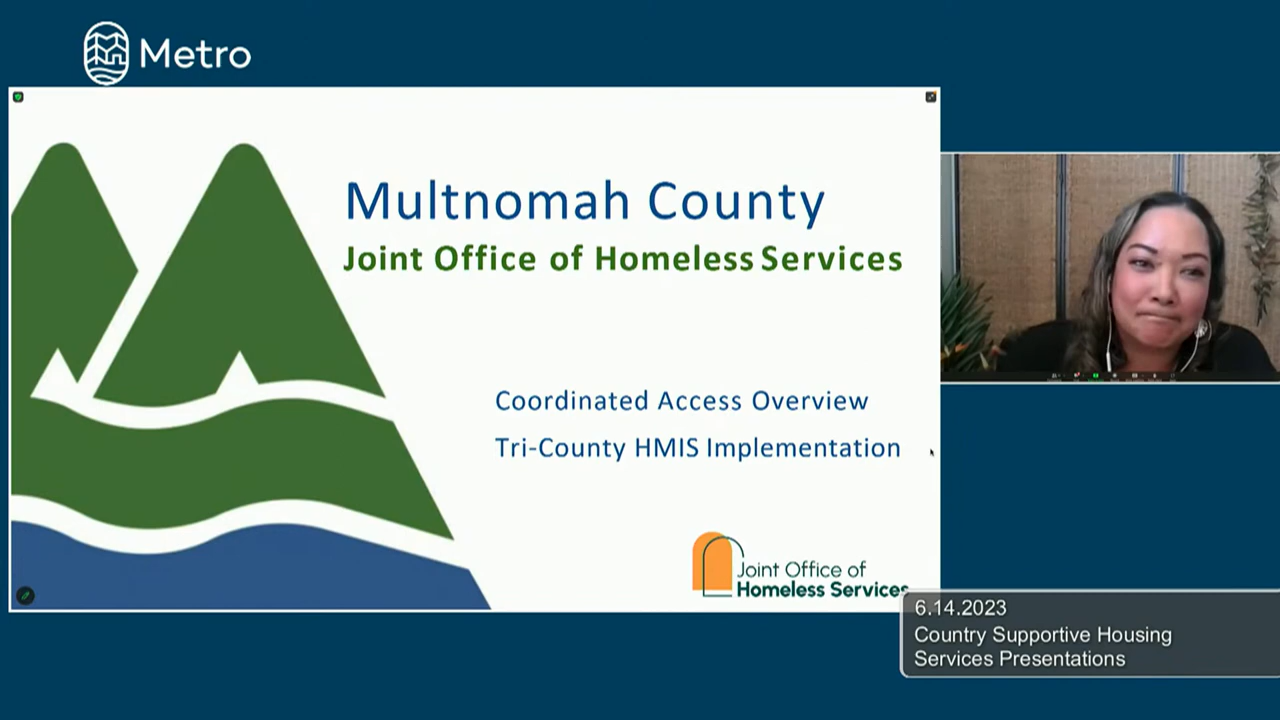 Metro
Multnomah County
Joint Office of Homeless Services
Coordinated Access Overview
Tri-County HMIS Implementation
Joint Office of
Homeless Services
6.14.2023
Country Supportive Housing
Services Presentations